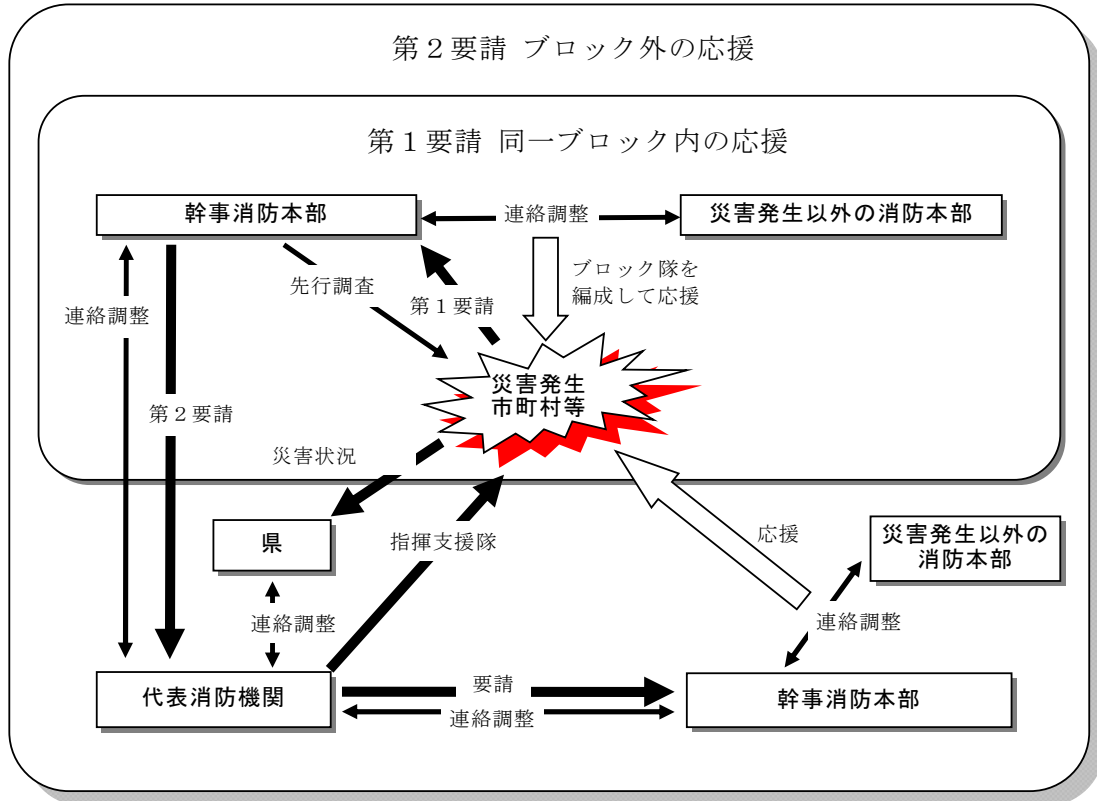 第２要請 ブロック外の応援
第１要請 同一ブロック内の応援
幹事消防本部
連絡調整
災害発生以外の消防本部
先行調査
ブロック隊を
編成して応援
連絡調整
第１要請
災害発生
市町村等
第２要請
災害状況
県
指揮支援隊
応援
災害発生以外の
消防本部
連絡調整
連絡調整
代表消防機関
要請
連絡調整
幹事消防本部